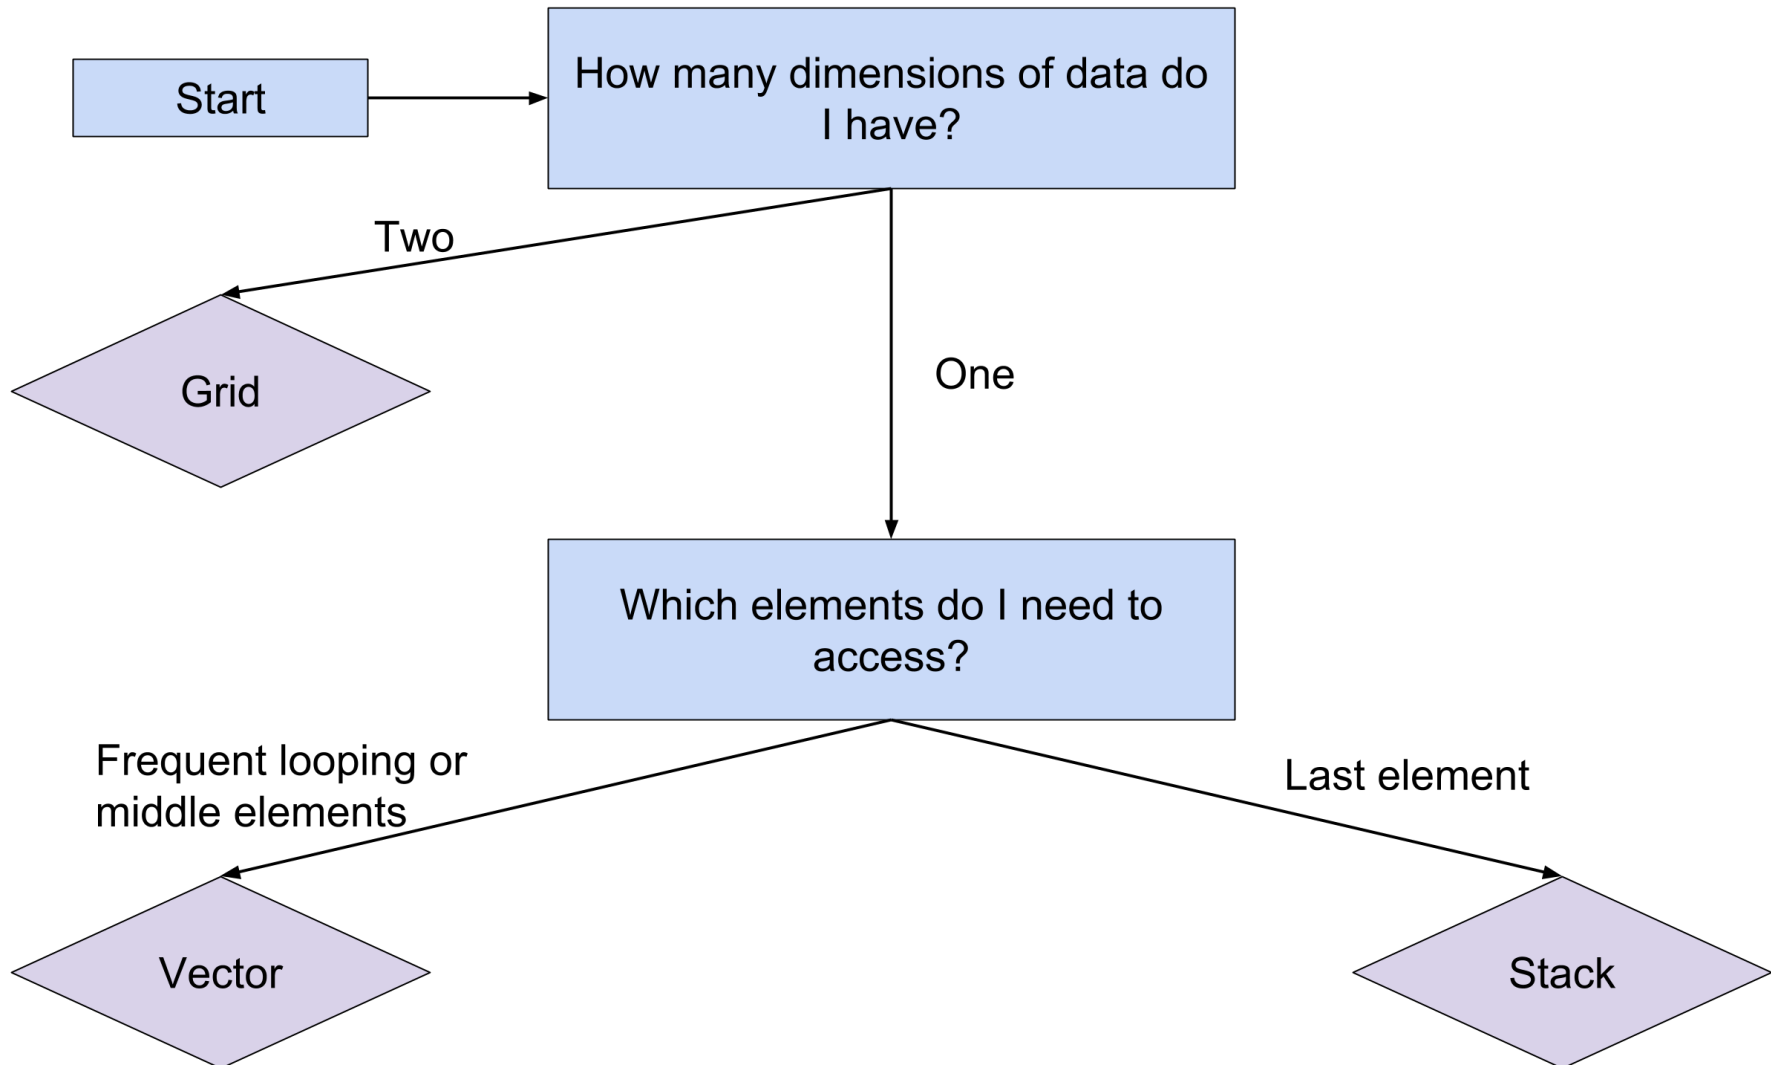 Start
How many dimensions of data do
I have?
Two
Grid
One
Which elements do I need to
access?
Frequent looping or
middle elements
Last element
Vector
Stack